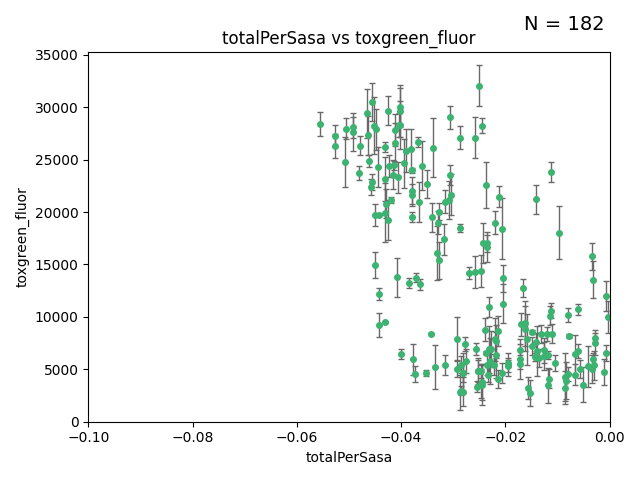 N = 182
totalPerSasa vs toxgreen_fluor
35000
30000
25000
20000
15000
10000
5000
0
toxgreen_fluor
−0.10 −0.08 −0.06 −0.04 −0.02 0.00
totalPerSasa